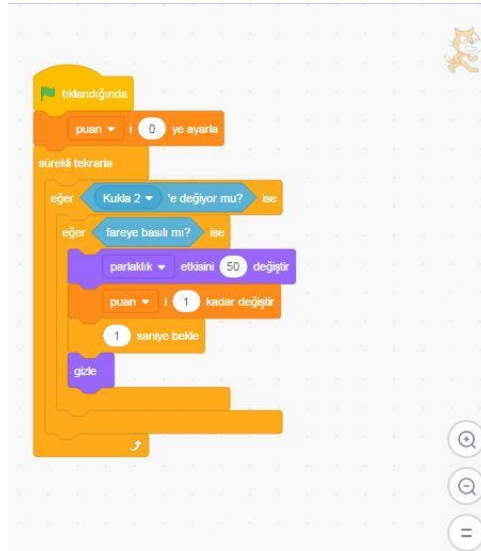 tıklandığında
puan i 0 ye ayarla
sürekli tekrarla
eğer Kukla 2 'e değiyor mu? ise
eğer fareye basılı mı? ise
parlaklık etkisini 50 değiştir
puan i 1 kadar değiştir
1 saniye bekle
gizle